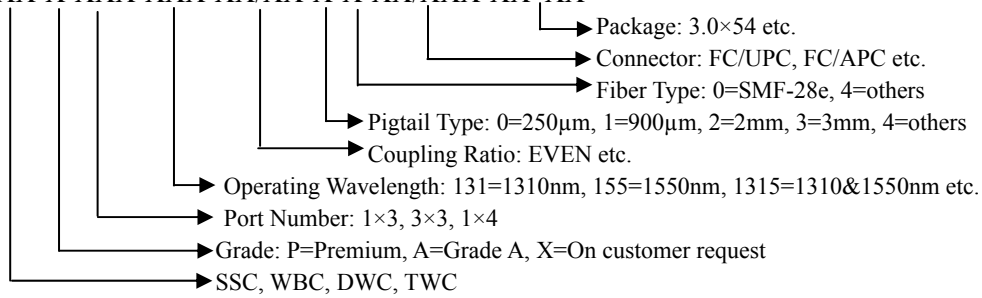 Package: 3.0×54 etc.
Connector: FC/UPC, FC/APC etc.
Fiber Type: 0=SMF-28e, 4=others
Pigtail Type: 0=250μm, 1=900μm, 2=2mm, 3=3mm, 4=others
Coupling Ratio: EVEN etc.
Operating Wavelength: 131=1310nm, 155=1550nm, 1315=1310&1550nm etc.
Port Number: 1×3, 3×3, 1×4
Grade: P=Premium, A=Grade A, X=On customer request
SSC, WBC, DWC, TWC